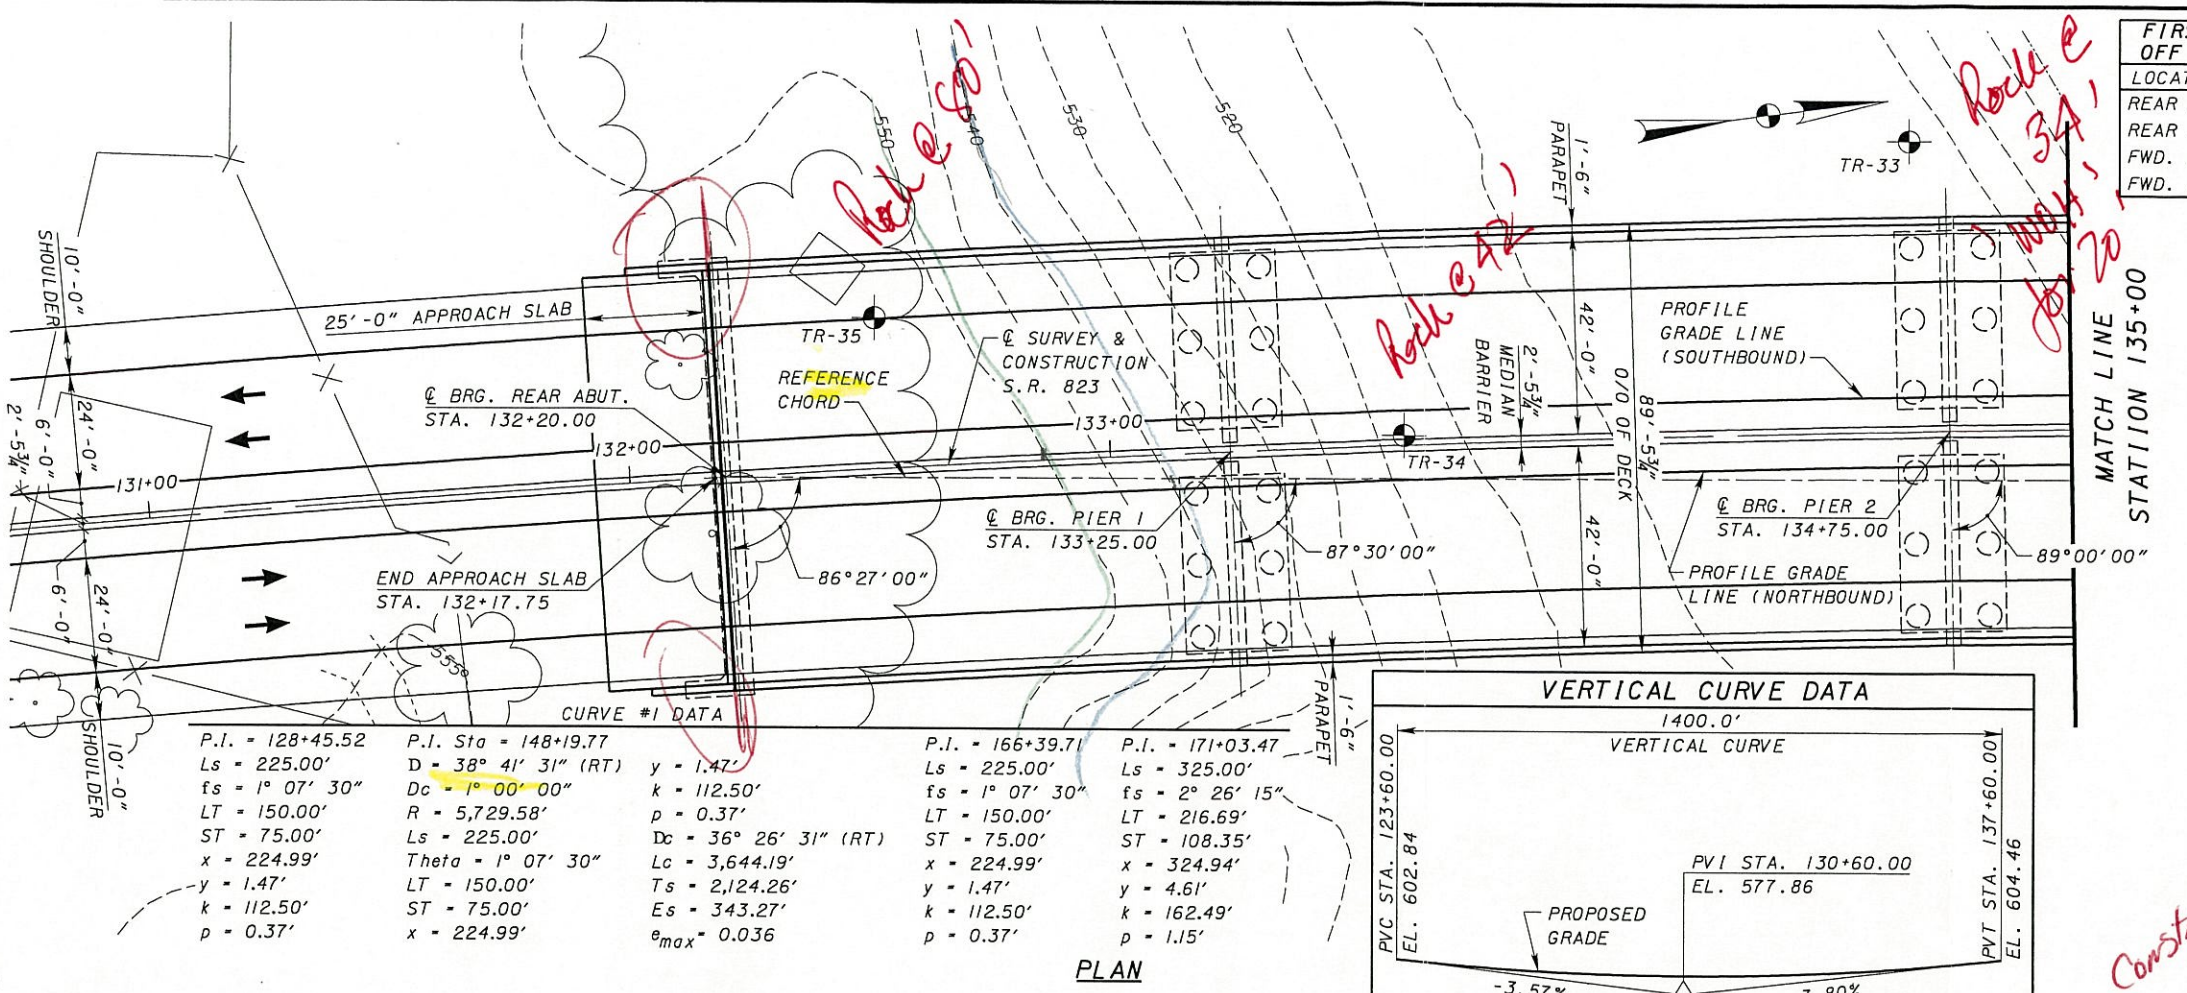 FIR
OFF
LOCAT
REAR
REAR
FWD.
FWD.
Rock @ 80'
Rock @ 42'
Rock @
34'
WOH
for 20'
550
540
530
520
555
TR-33
TR-34
TR-35
1'-6"
PARAPET
10'-0"
SHOULDER
25'-0" APPROACH SLAB
℄ SURVEY &
CONSTRUCTION
S.R. 823
REFERENCE
CHORD
℄ BRG. REAR ABUT.
STA. 132+20.00
131+00
132+00
133+00
24'-0"
6'-0"
2'-5¾"
6'-0"
24'-0"
10'-0"
SHOULDER
END APPROACH SLAB
STA. 132+17.75
86°27'00"
℄ BRG. PIER 1
STA. 133+25.00
87°30'00"
2'-5¾"
MEDIAN
BARRIER
42'-0"
42'-0"
89'-5¾"
O/O OF DECK
PROFILE
GRADE LINE
(SOUTHBOUND)
℄ BRG. PIER 2
STA. 134+75.00
PROFILE GRADE
LINE (NORTHBOUND)
89°00'00"
MATCH LINE
STATION 135+00
1'-6"
PARAPET
CURVE #1 DATA
P.I. = 128+45.52
Ls = 225.00'
fs = 1° 07' 30"
LT = 150.00'
ST = 75.00'
x = 224.99'
y = 1.47'
k = 112.50'
p = 0.37'
P.I. Sta = 148+19.77
D = 38° 41' 31" (RT)
Dc = 1° 00' 00"
R = 5,729.58'
Ls = 225.00'
Theta = 1° 07' 30"
LT = 150.00'
ST = 75.00'
x = 224.99'
y = 1.47'
k = 112.50'
p = 0.37'
Dc = 36° 26' 31" (RT)
Lc = 3,644.19'
Ts = 2,124.26'
Es = 343.27'
emax = 0.036
P.I. = 166+39.71
Ls = 225.00'
fs = 1° 07' 30"
LT = 150.00'
ST = 75.00'
x = 224.99'
y = 1.47'
k = 112.50'
p = 0.37'
P.I. = 171+03.47
Ls = 325.00'
fs = 2° 26' 15"
LT = 216.69'
ST = 108.35'
x = 324.94'
y = 4.61'
k = 162.49'
p = 1.15'
PLAN
VERTICAL CURVE DATA
1400.0'
VERTICAL CURVE
PVC STA. 123+60.00
EL. 602.84
PVI STA. 130+60.00
EL. 577.86
PROPOSED
GRADE
PVT STA. 137+60.00
EL. 604.46
-3.57%
Const